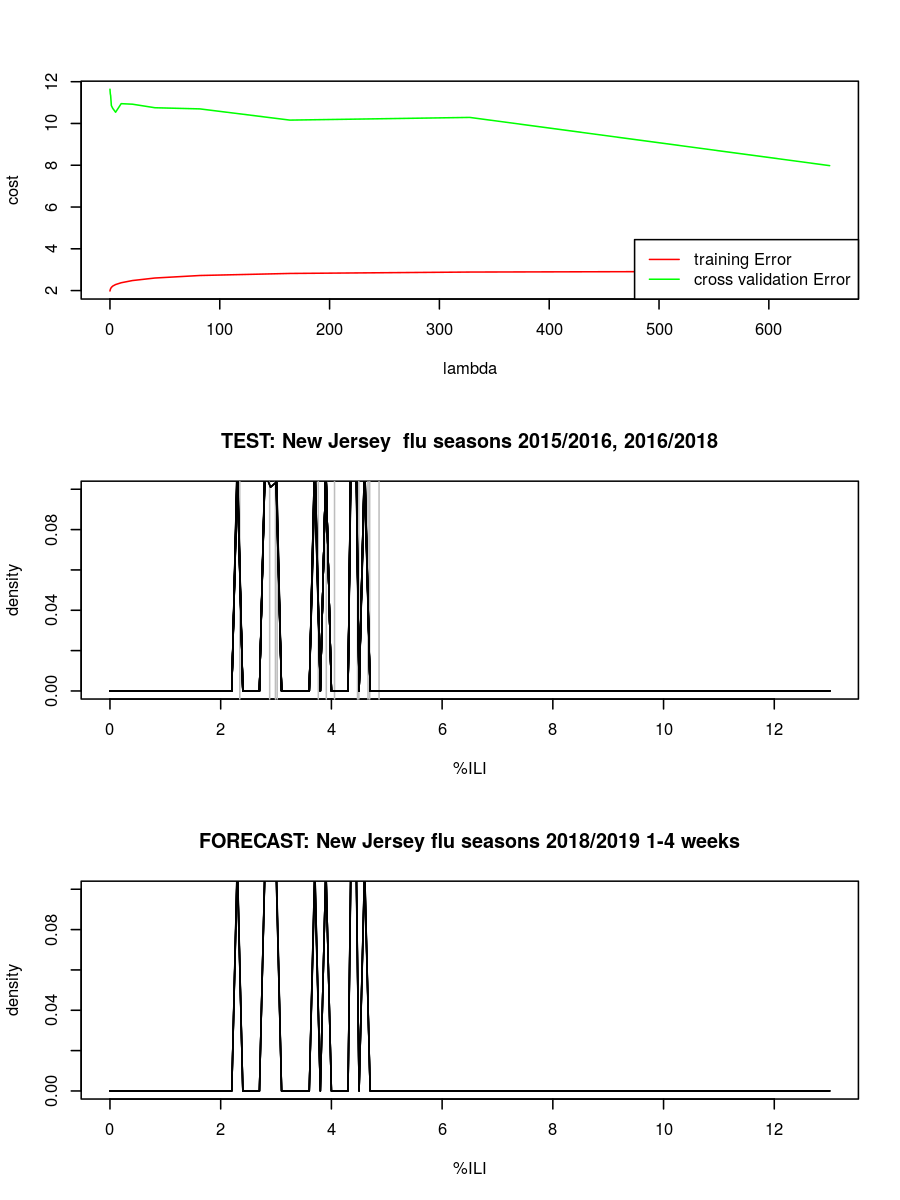 12
10
8
6
4
2
cost
training Error
cross validation Error
0 100 200 300 400 500 600
lambda
TEST: New Jersey  flu seasons 2015/2016, 2016/2018
0.08
0.04
0.00
density
0 2 4 6 8 10 12
%ILI
FORECAST: New Jersey flu seasons 2018/2019 1-4 weeks
0.08
0.04
0.00
density
0 2 4 6 8 10 12
%ILI